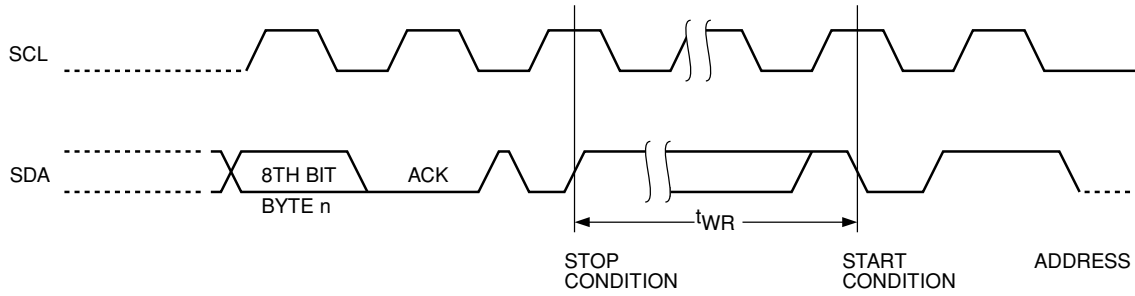 SCL
SDA
8TH BIT
ACK
BYTE n
tWR
STOP
CONDITION
START
CONDITION
ADDRESS